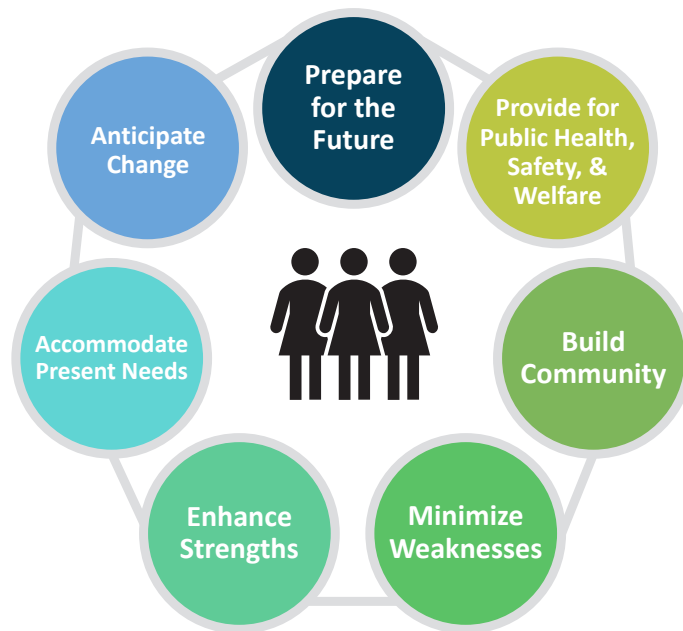 Prepare
for the
Future
Provide for
Public Health,
Safety, &
Welfare
Build
Community
Minimize
Weaknesses
Enhance
Strengths
Accommodate
Present Needs
Anticipate
Change